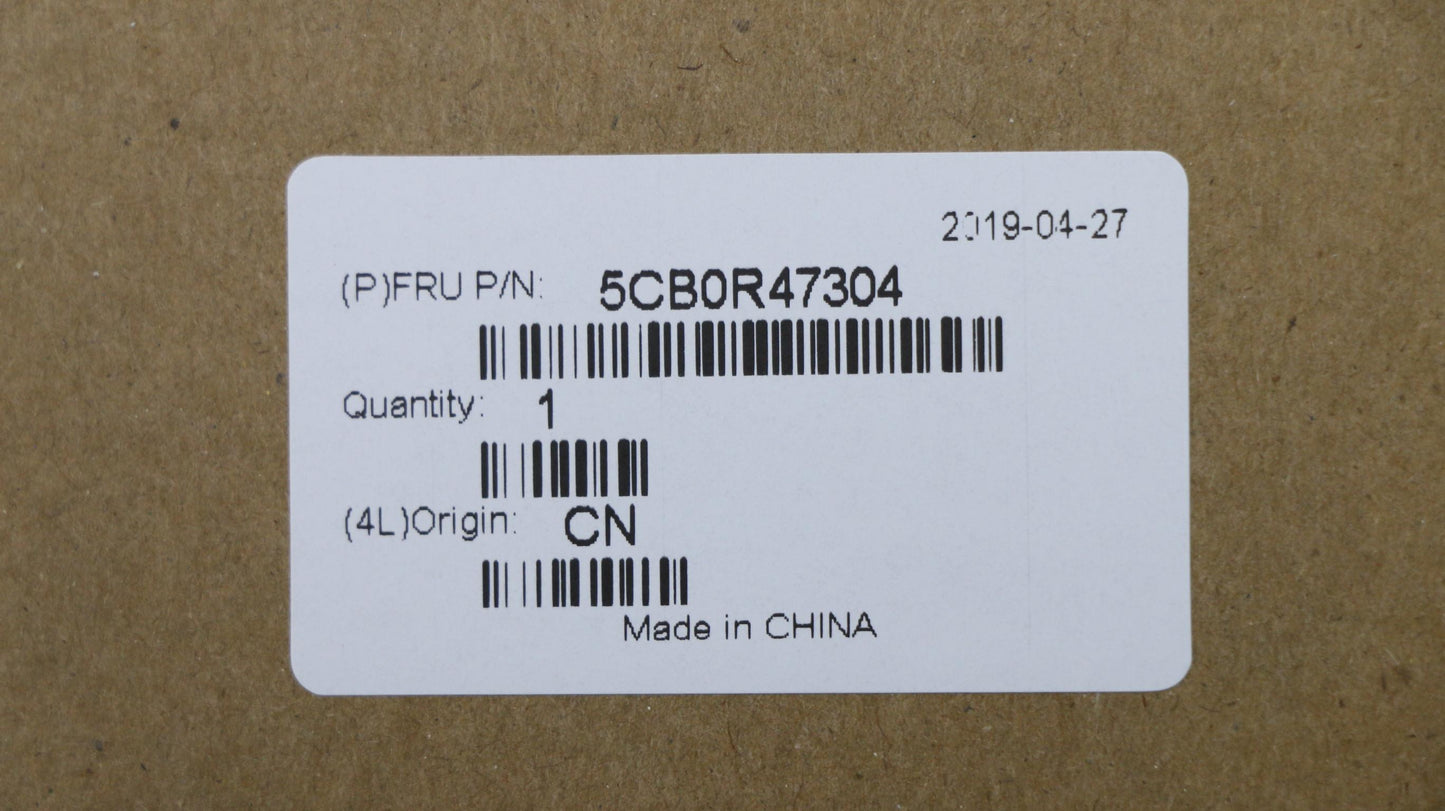 2019-04-27
(P)FRU P/N: 5CB0R47304
Quantity: 1
(4L)Origin: CN
Made in CHINA